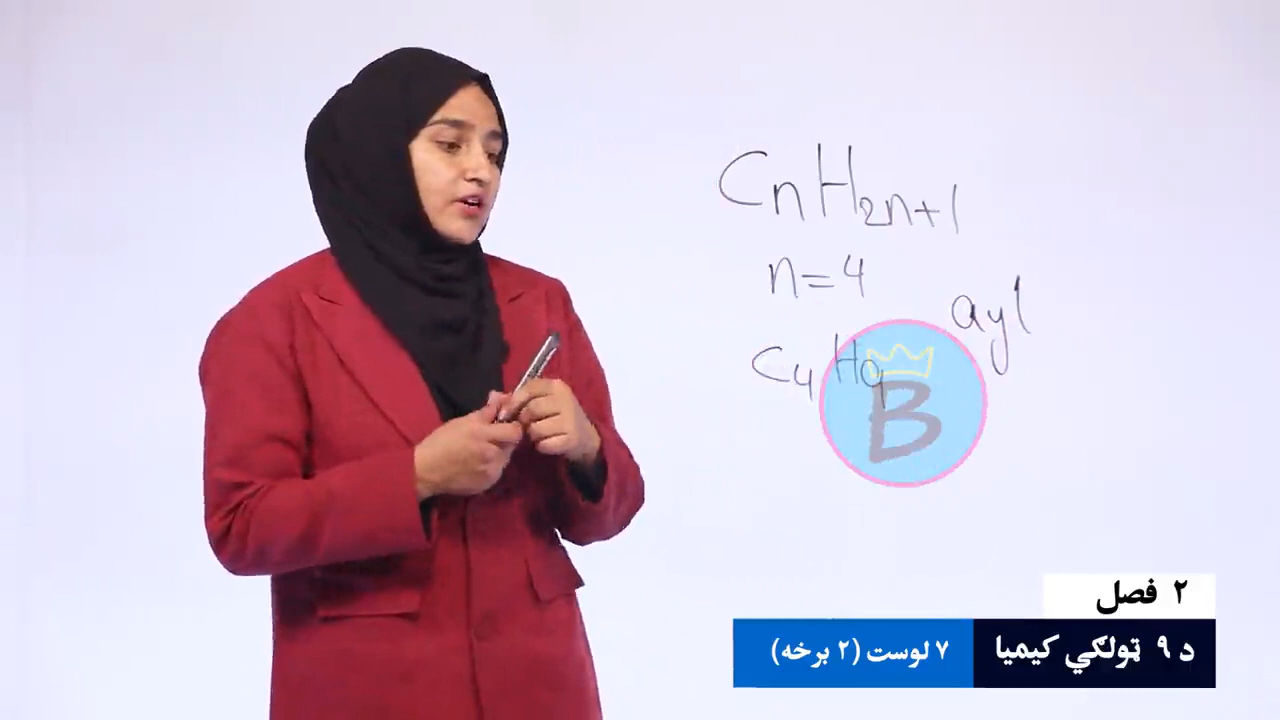 CnH2n+1
n=4
ayl
C4H9
B
۲ فصل
د ۹ ټولګي کیمیا
۷ لوست (۲ برخه)